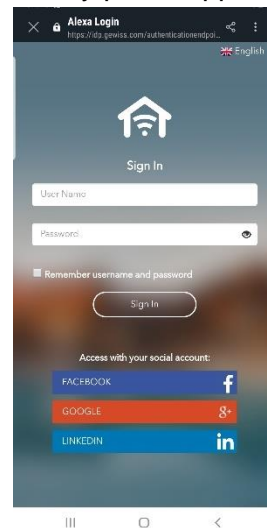 Alexa Login
https://idp.gewiss.com/authenticationendpoi...
English
Sign In
User Name
Password
Remember username and password
Sign In
Access with your social account:
FACEBOOK f
GOOGLE 8+
LINKEDIN in